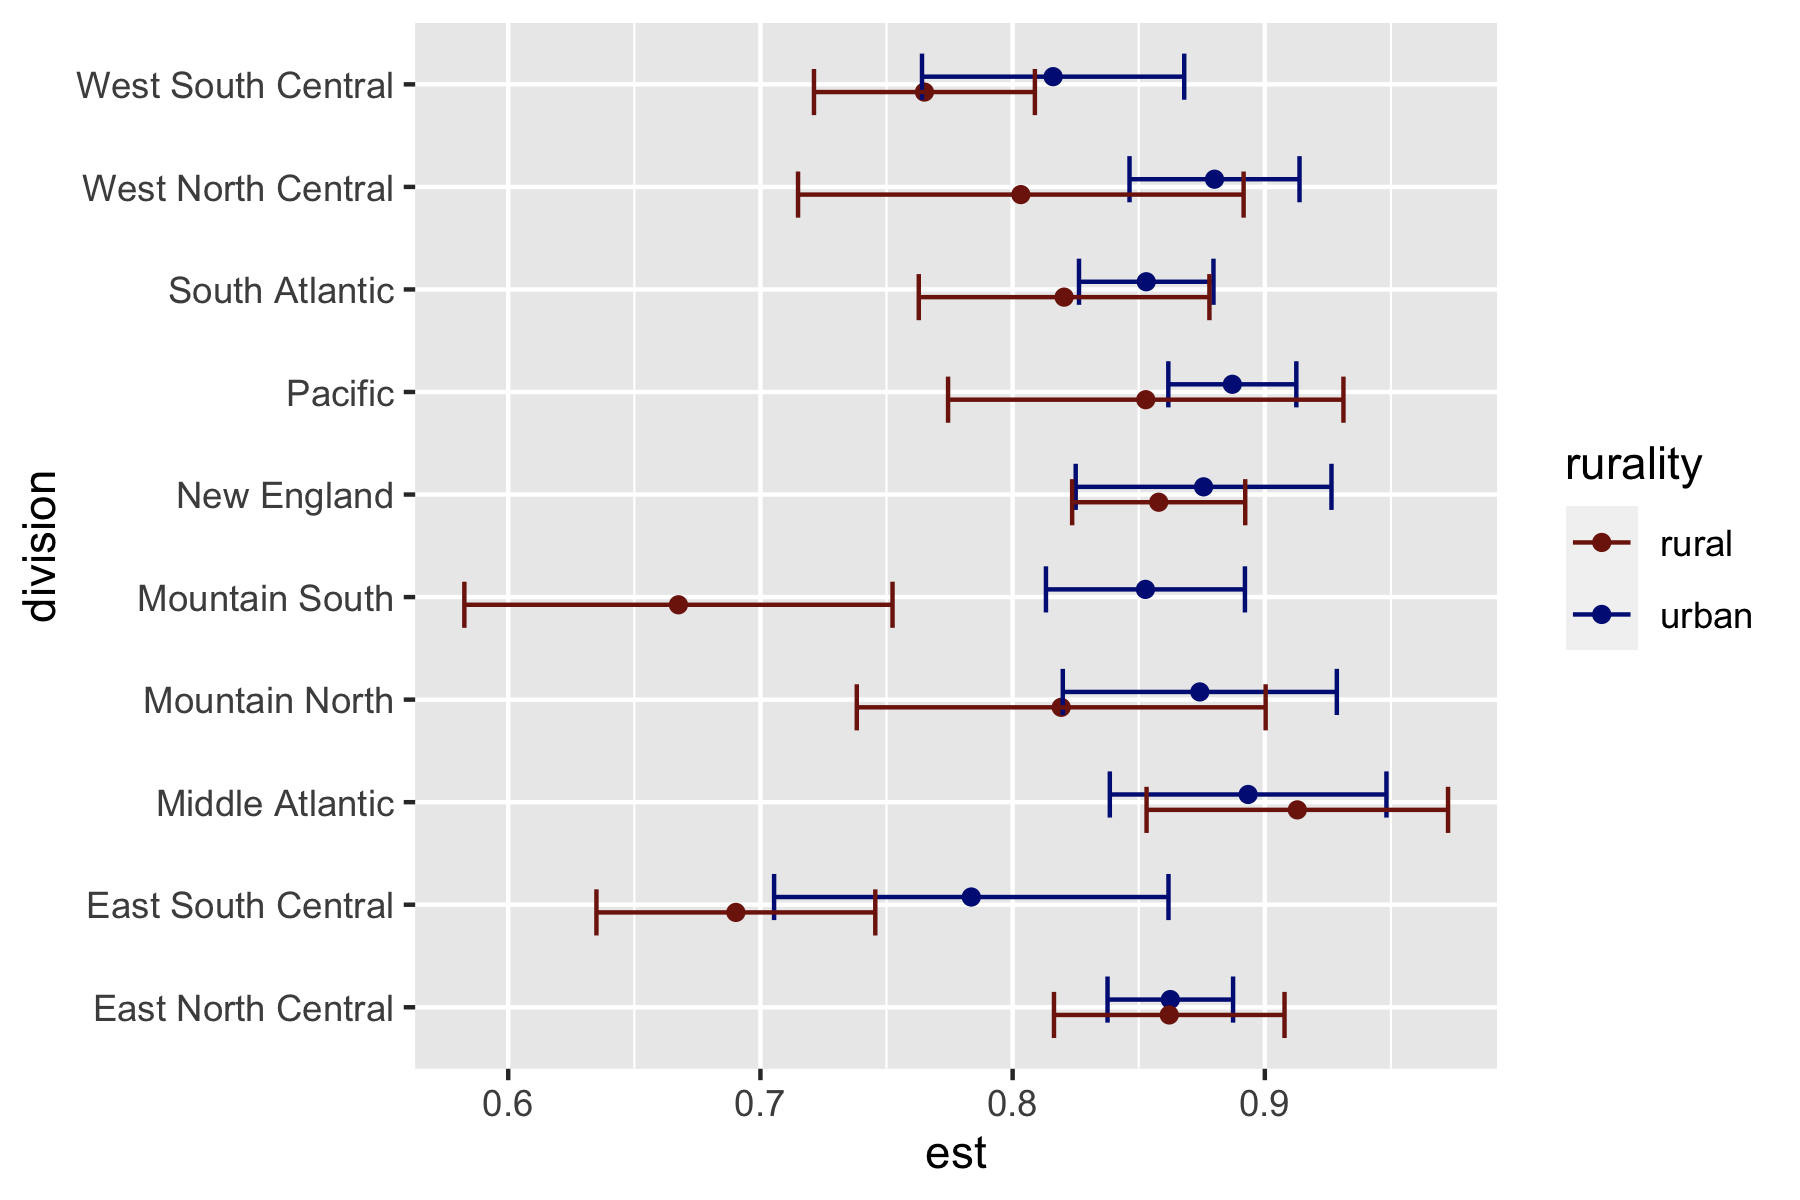 West South Central
West North Central
South Atlantic
Pacific
New England
Mountain South
Mountain North
Middle Atlantic
East South Central
East North Central
division
0.6 0.7 0.8 0.9
est
rurality
rural
urban